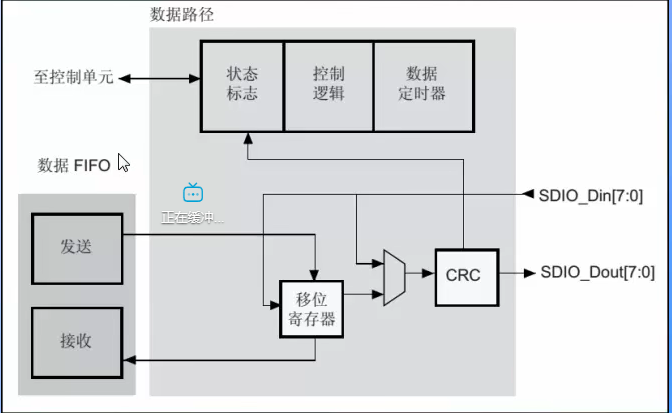 数据路径
至控制单元
状态
标志
控制
逻辑
数据
定时器
数据 FIFO
正在缓冲...
SDIO_Din[7:0]
发送
CRC
SDIO_Dout[7:0]
移位
寄存器
接收